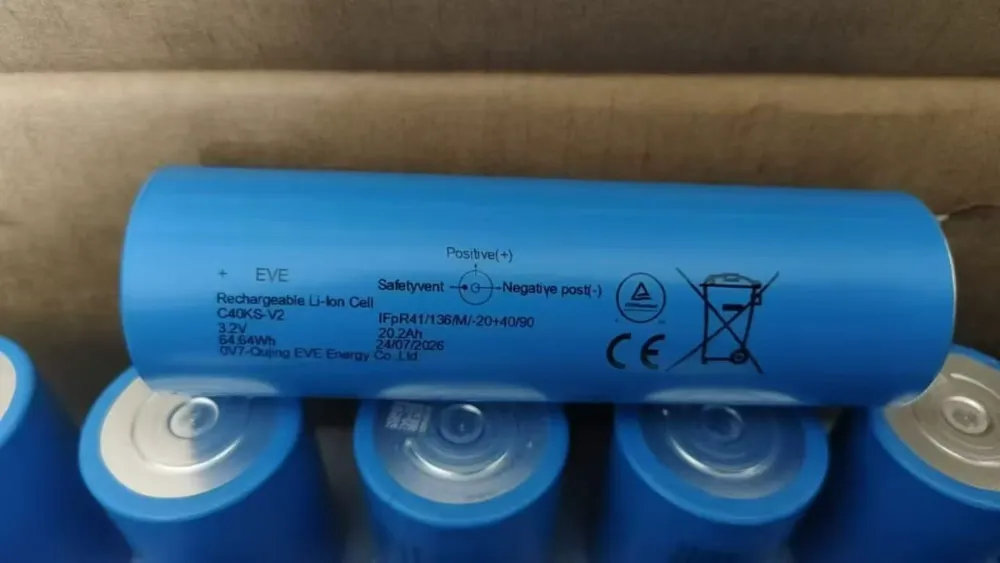 Positive(+)
+ EVE
Safetyvent
Negative post(-)
Rechargeable Li-Ion Cell
C40KS-V2
IFpR41/136/M/-20+40/90
3.2V
20.2Ah
64.64Wh
24/07/2026
0V7-Qujing EVE Energy Co Ltd
CE